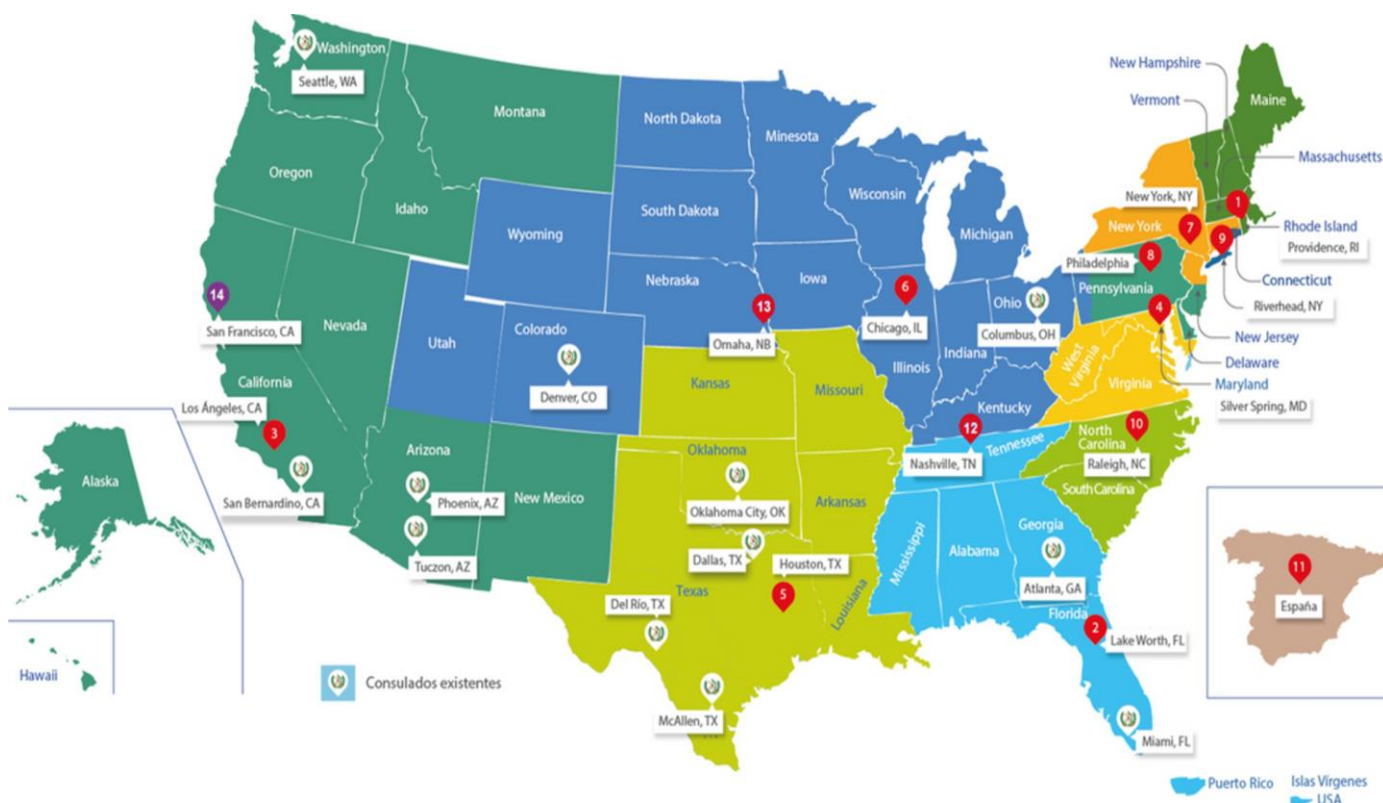 Washington
Seattle, WA
Montana
Oregon
Idaho
Wyoming
North Dakota
South Dakota
Nebraska
Minesota
Wisconsin
Michigan
Iowa
New Hampshire
Vermont
Maine
Massachusetts
1
Rhode Island
Providence, RI
New York, NY
New York
7
9
Connecticut
Riverhead, NY
Philadelphia
8
Pennsylvania
4
New Jersey
Delaware
Maryland
Silver Spring, MD
14
San Francisco, CA
Nevada
Utah
Colorado
Denver, CO
13
Omaha, NB
6
Chicago, IL
Illinois
Indiana
Ohio
Columbus, OH
West
Virginia
Virginia
Kentucky
California
Los Ángeles, CA
3
San Bernardino, CA
Arizona
Phoenix, AZ
Tuczon, AZ
New Mexico
Kansas
Missouri
Oklahoma
Oklahoma City, OK
Arkansas
12
Tennessee
Nashville, TN
North
Carolina
10
Raleigh, NC
South Carolina
Dallas, TX
Houston, TX
5
Texas
Del Río, TX
McAllen, TX
Louisiana
Mississippi
Alabama
Georgia
Atlanta, GA
Florida
2
Lake Worth, FL
Miami, FL
Alaska
Hawaii
Consulados existentes
11
España
Puerto Rico
Islas Vírgenes
USA